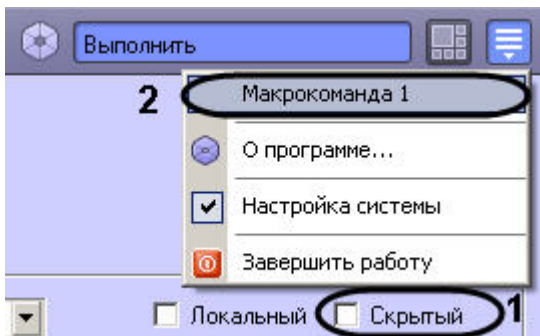 Выполнить
2
Макрокоманда 1
О программе...
Настройка системы
Завершить работу
Локальный
Скрытый
1